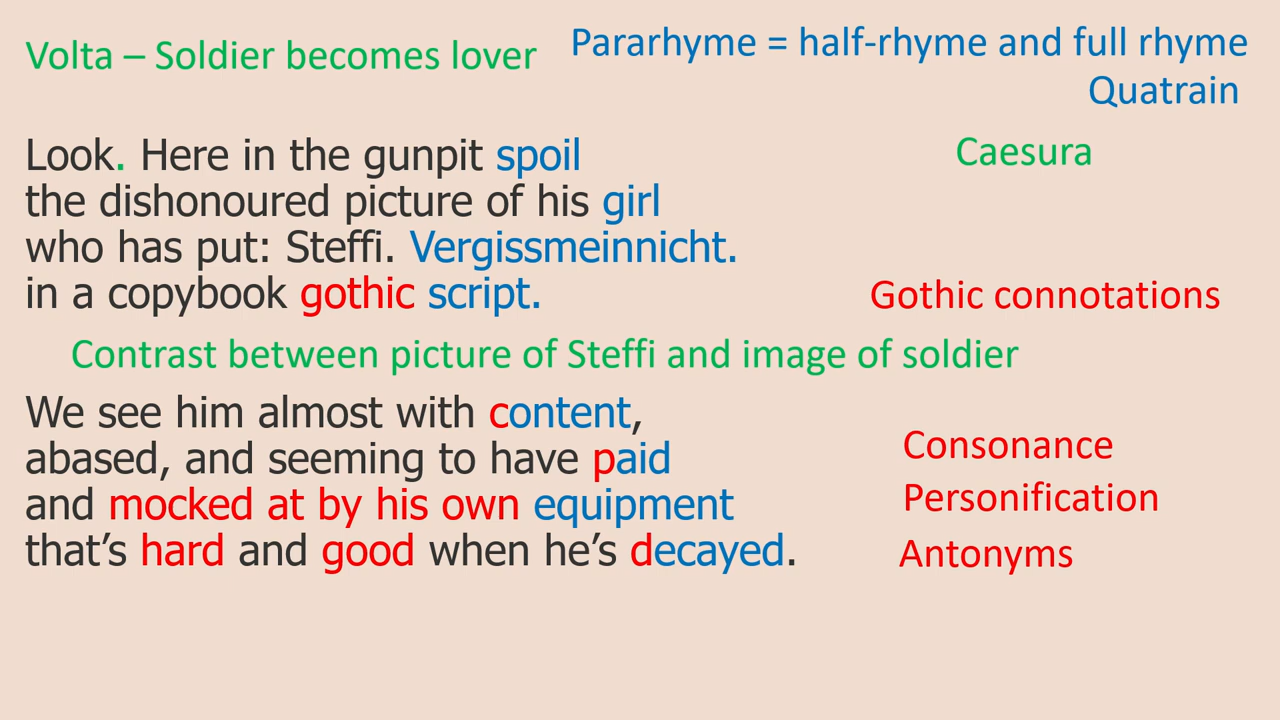 Volta – Soldier becomes lover
Pararhyme = half-rhyme and full rhyme
Quatrain
Look. Here in the gunpit spoil
Caesura
the dishonoured picture of his girl
who has put: Steffi. Vergissmeinnicht.
in a copybook gothic script.
Gothic connotations
Contrast between picture of Steffi and image of soldier
We see him almost with content,
abased, and seeming to have paid
Consonance
and mocked at by his own equipment
Personification
that’s hard and good when he’s decayed.
Antonyms